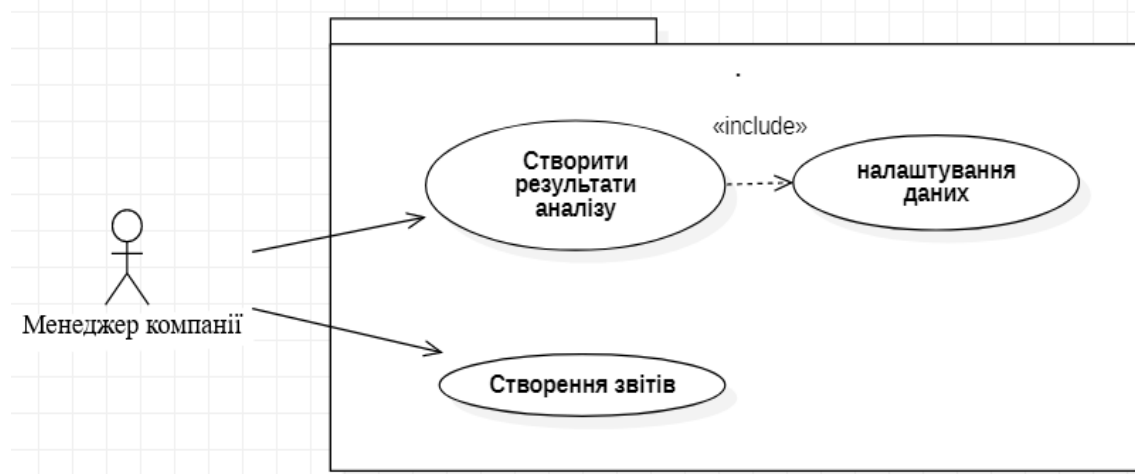 «include»
Створити
результати
аналізу
налаштування
даних
Менеджер компанії
Створення звітів